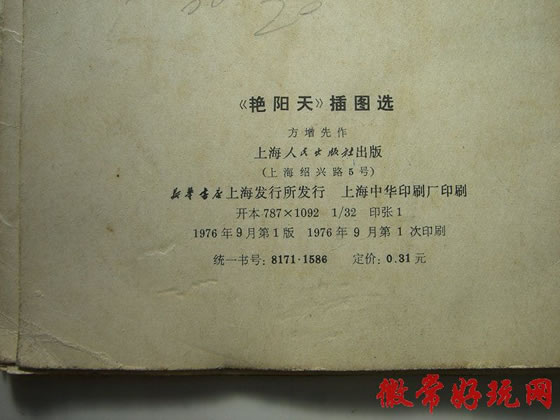 20
《艳阳天》插图选
方增先作
上海人民出版社出版
(上海绍兴路5号)
新华书店上海发行所发行 上海中华印刷厂印刷
开本 787×1092 1/32 印张 1
1976年9月第1版 1976年9月第1次印刷
统一书号: 8171·1586 定价: 0.31元
徽常好玩网